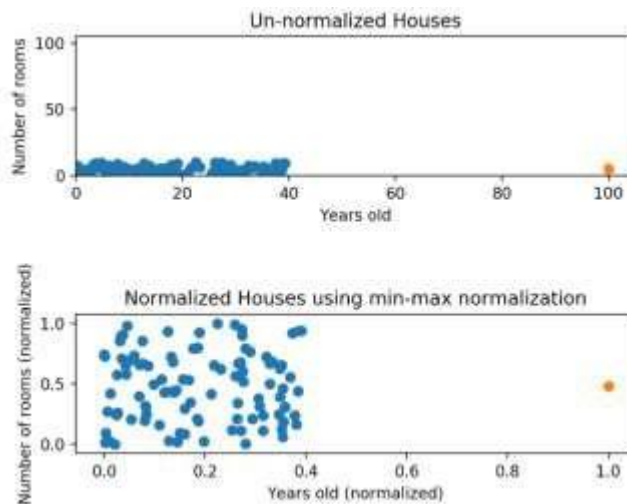 Un-normalized Houses
Number of rooms
100
50
0
0 20 40 60 80 100
Years old
Normalized Houses using min-max normalization
Number of rooms (normalized)
1.0
0.5
0.0
0.0 0.2 0.4 0.6 0.8 1.0
Years old (normalized)